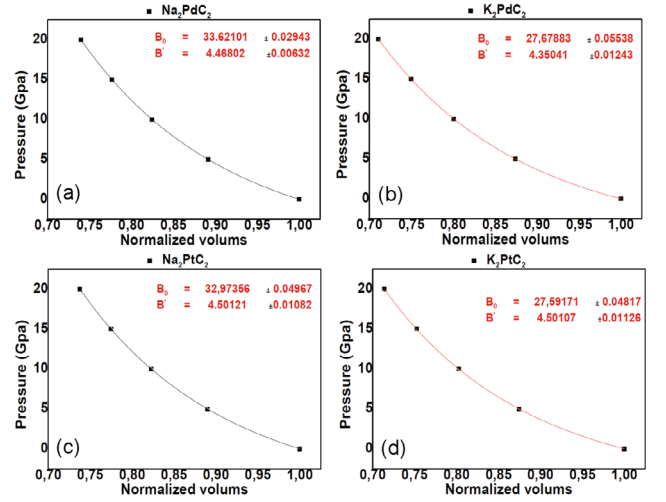 Na₂PdC₂
B₀ = 33.62101 ± 0.02943
B' = 4.46802 ±0.00632
Pressure (Gpa)
20
15
10
5
0
(a)
0,70 0,75 0,80 0,85 0,90 0,95 1,00
Normalized volums
K₂PdC₂
B₀ = 27,67883 ± 0.05538
B' = 4.35041 ±0.01243
Pressure (Gpa)
20
15
10
5
0
(b)
0,70 0,75 0,80 0,85 0,90 0,95 1,00
Normalized volums
Na₂PtC₂
B₀ = 32,97356 ± 0.04967
B' = 4.50121 ±0.01082
Pressure (Gpa)
20
15
10
5
0
(c)
0,70 0,75 0,80 0,85 0,90 0,95 1,00
Normalized volums
K₂PtC₂
B₀ = 27,59171 ± 0.04817
B' = 4.50107 ±0.01126
Pressure (Gpa)
20
15
10
5
0
(d)
0,70 0,75 0,80 0,85 0,90 0,95 1,00
Normalized volums